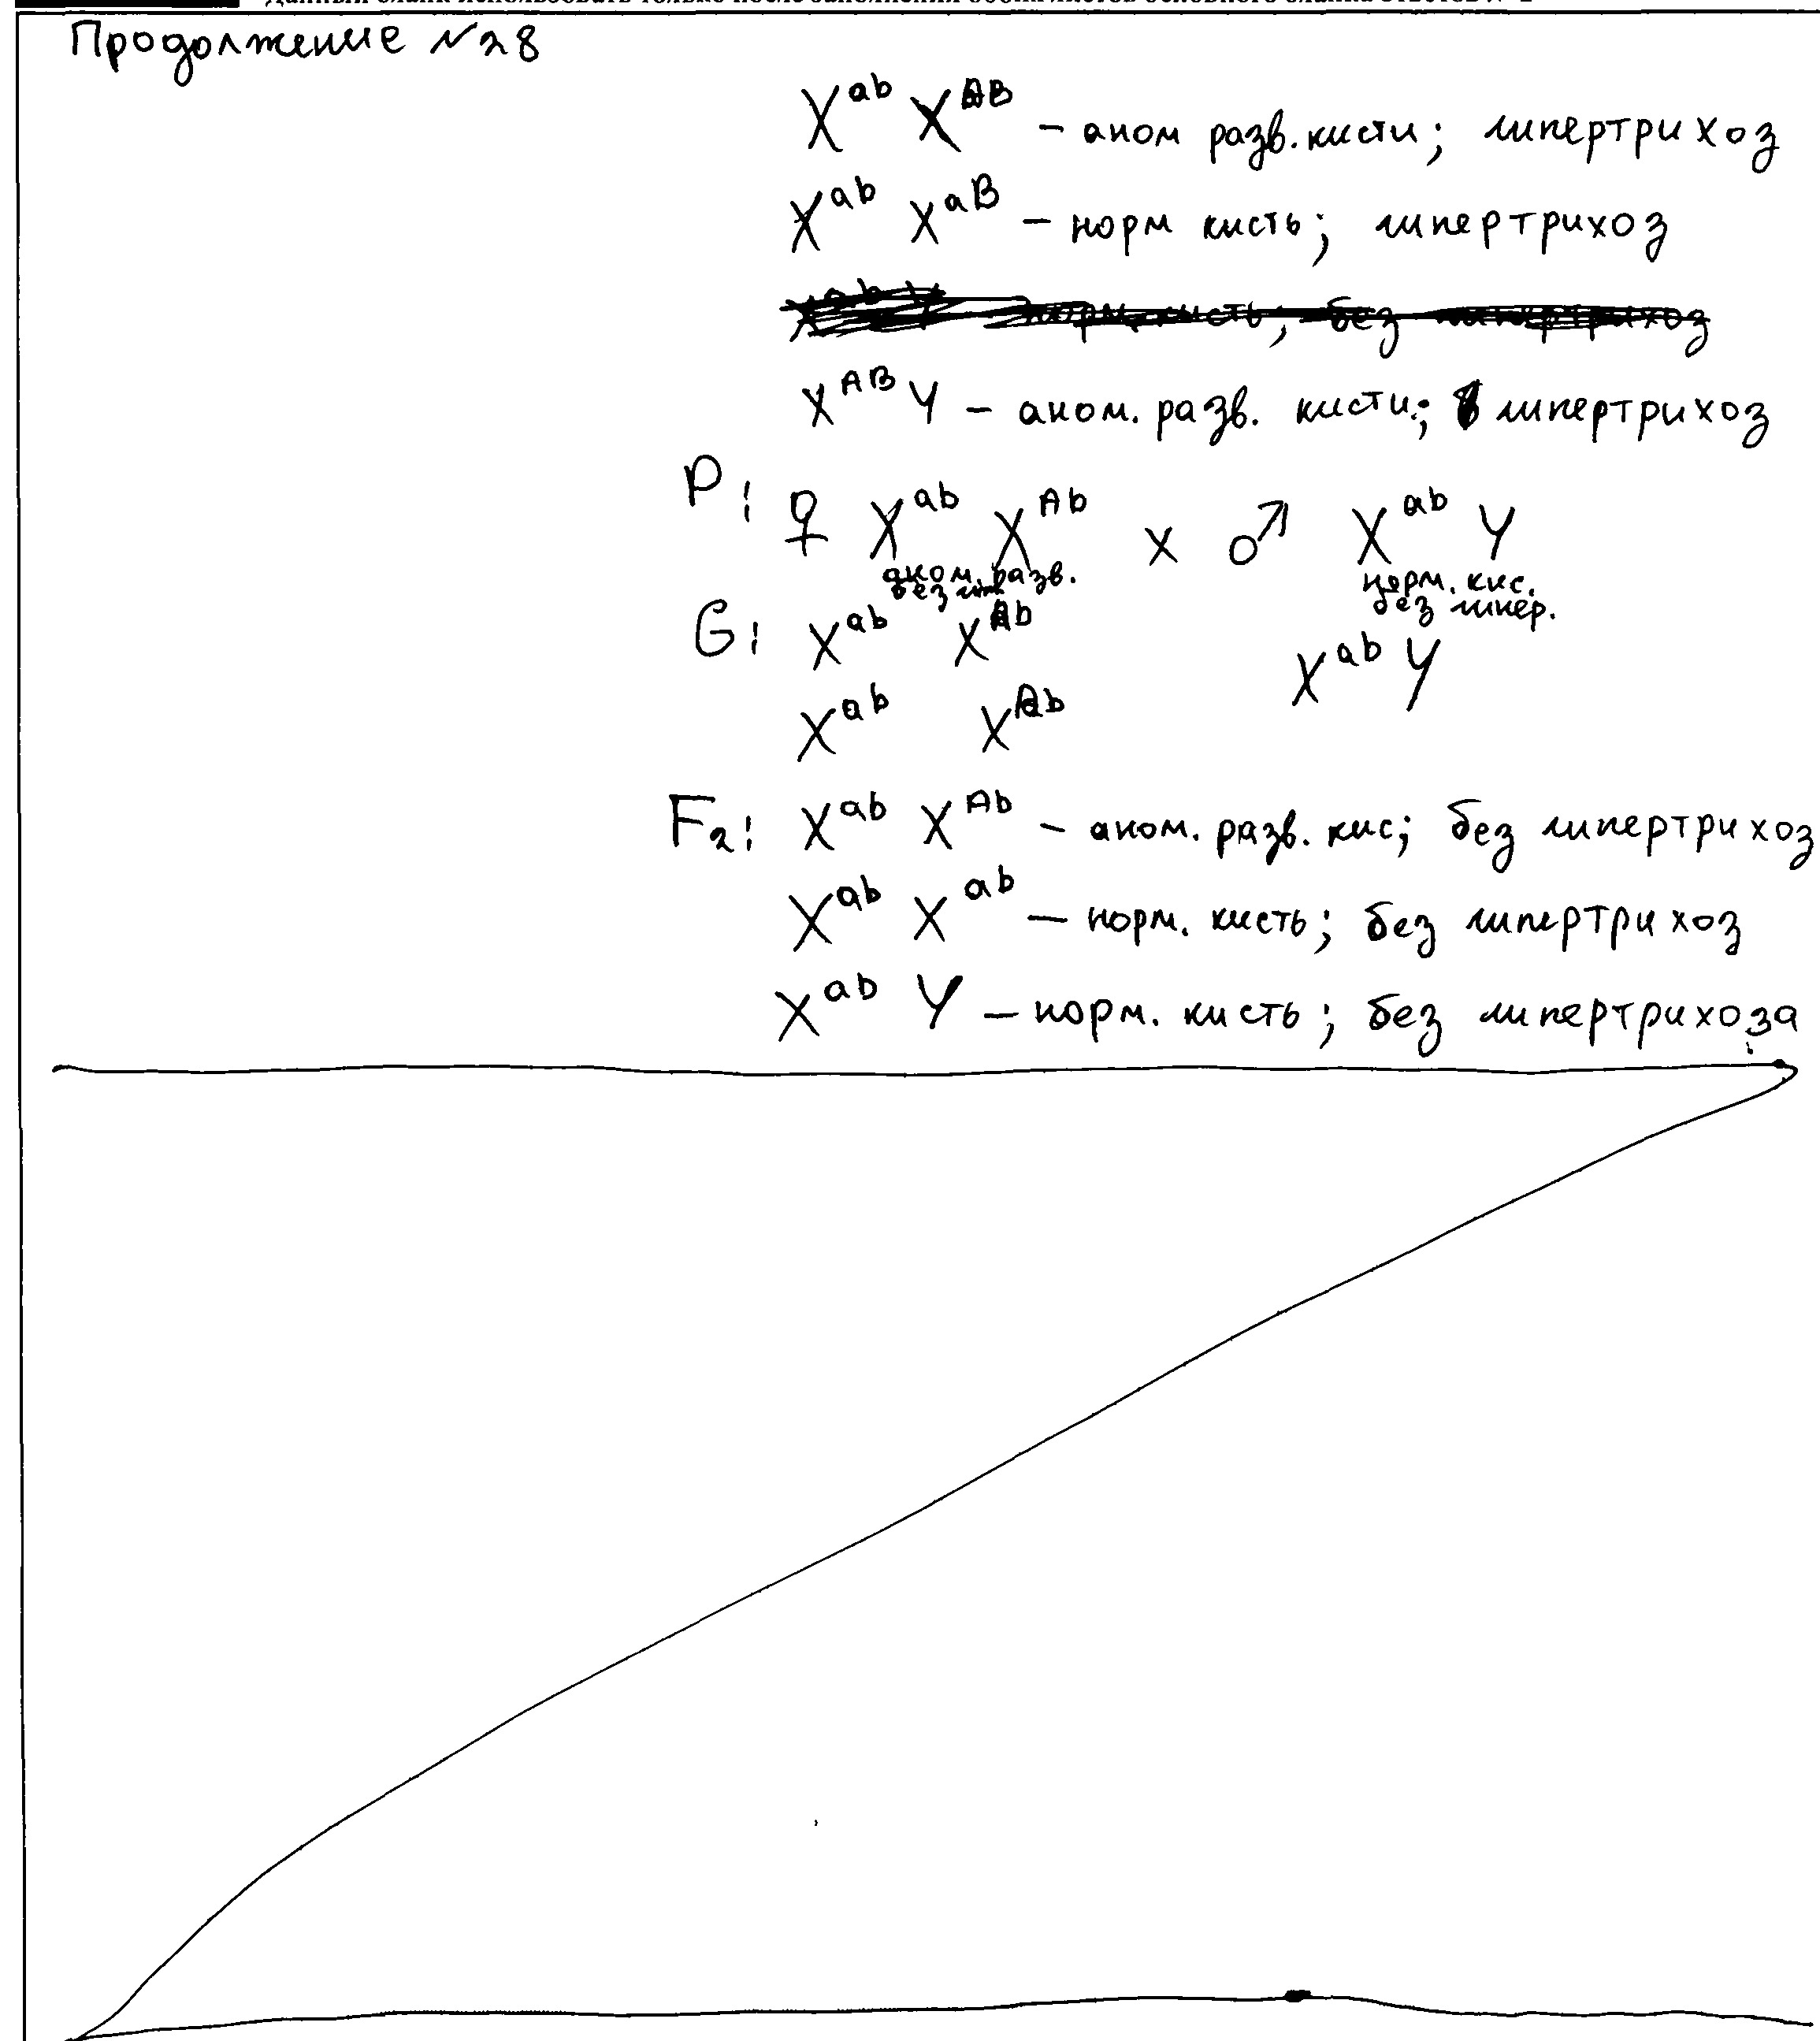 Продолжение №28
X^ab X^AB – аном разв. кисти; гипертрихоз
X^ab X^aB – норм кисть; гипертрихоз
X^AB Y – аном. разв. кисти; гипертрихоз
P: ♀ X^ab X^Ab x ♂ X^ab Y
аном. разв. норм. кис.
без без гипер.
G: X^ab X^Ab
X^ab Y
X^ab X^Ab
F2: X^ab X^Ab – аном. разв. кис; без гипертрихоз
X^ab X^ab – норм. кисть; без гипертрихоз
X^ab Y – норм. кисть; без гипертрихоза